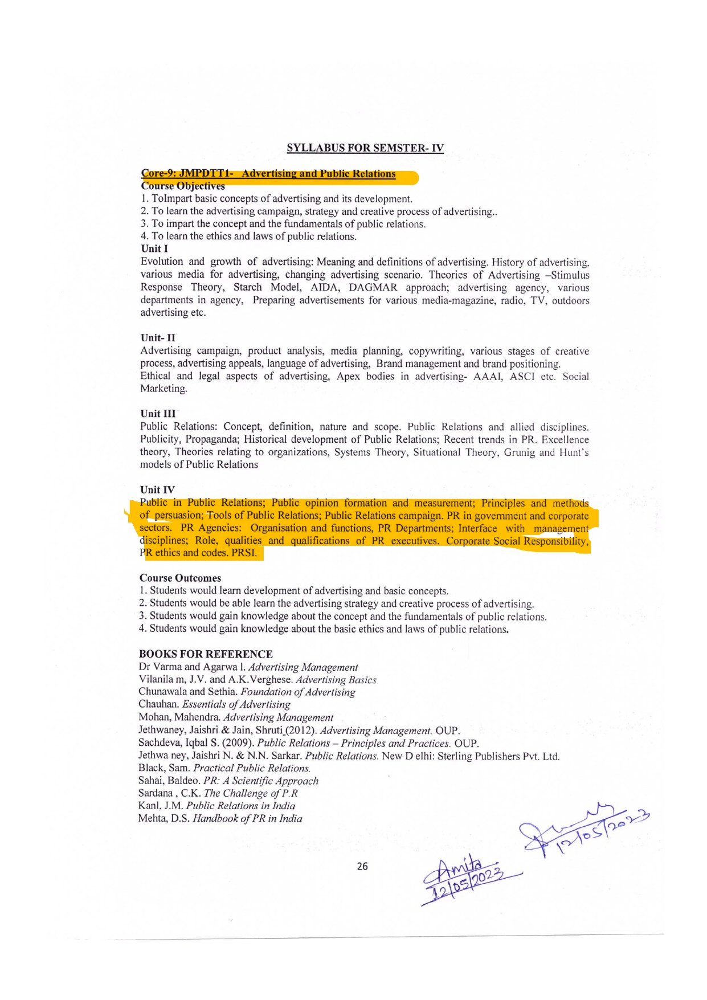 SYLLABUS FOR SEMSTER- IV
Core-9: JMPDTT1- Advertising and Public Relations
Course Objectives
1. ToImpart basic concepts of advertising and its development.
2. To learn the advertising campaign, strategy and creative process of advertising..
3. To impart the concept and the fundamentals of public relations.
4. To learn the ethics and laws of public relations.
Unit I
Evolution and growth of advertising: Meaning and definitions of advertising. History of advertising, various media for advertising, changing advertising scenario. Theories of Advertising –Stimulus
Response Theory, Starch Model, AIDA, DAGMAR approach; advertising agency, various
departments in agency, Preparing advertisements for various media-magazine, radio, TV, outdoors
advertising etc.
Unit- II
Advertising campaign, product analysis, media planning, copywriting, various stages of creative
process, advertising appeals, language of advertising, Brand management and brand positioning.
Ethical and legal aspects of advertising, Apex bodies in advertising- AAAI, ASCI etc. Social
Marketing.
Unit III
Public Relations: Concept, definition, nature and scope. Public Relations and allied disciplines.
Publicity, Propaganda; Historical development of Public Relations; Recent trends in PR. Excellence
theory, Theories relating to organizations, Systems Theory, Situational Theory, Grunig and Hunt's
models of Public Relations
Unit IV
Public in Public Relations; Public opinion formation and measurement; Principles and methods
of persuasion; Tools of Public Relations; Public Relations campaign. PR in government and corporate
sectors. PR Agencies: Organisation and functions, PR Departments; Interface with management
disciplines; Role, qualities and qualifications of PR executives. Corporate Social Responsibility,
PR ethics and codes. PRSI.
Course Outcomes
1. Students would learn development of advertising and basic concepts.
2. Students would be able learn the advertising strategy and creative process of advertising.
3. Students would gain knowledge about the concept and the fundamentals of public relations.
4. Students would gain knowledge about the basic ethics and laws of public relations.
BOOKS FOR REFERENCE
Dr Varma and Agarwa l. Advertising Management
Vilanila m, J.V. and A.K.Verghese. Advertising Basics
Chunawala and Sethia. Foundation of Advertising
Chauhan. Essentials of Advertising
Mohan, Mahendra. Advertising Management
Jethwaney, Jaishri & Jain, Shruti (2012). Advertising Management. OUP.
Sachdeva, Iqbal S. (2009). Public Relations – Principles and Practices. OUP.
Jethwa ney, Jaishri N. & N.N. Sarkar. Public Relations. New D elhi: Sterling Publishers Pvt. Ltd.
Black, Sam. Practical Public Relations.
Sahai, Baldeo. PR: A Scientific Approach
Sardana , C.K. The Challenge of P.R
Kanl, J.M. Public Relations in India
Mehta, D.S. Handbook of PR in India
12/05/2023
26
Amita
12/05/2023